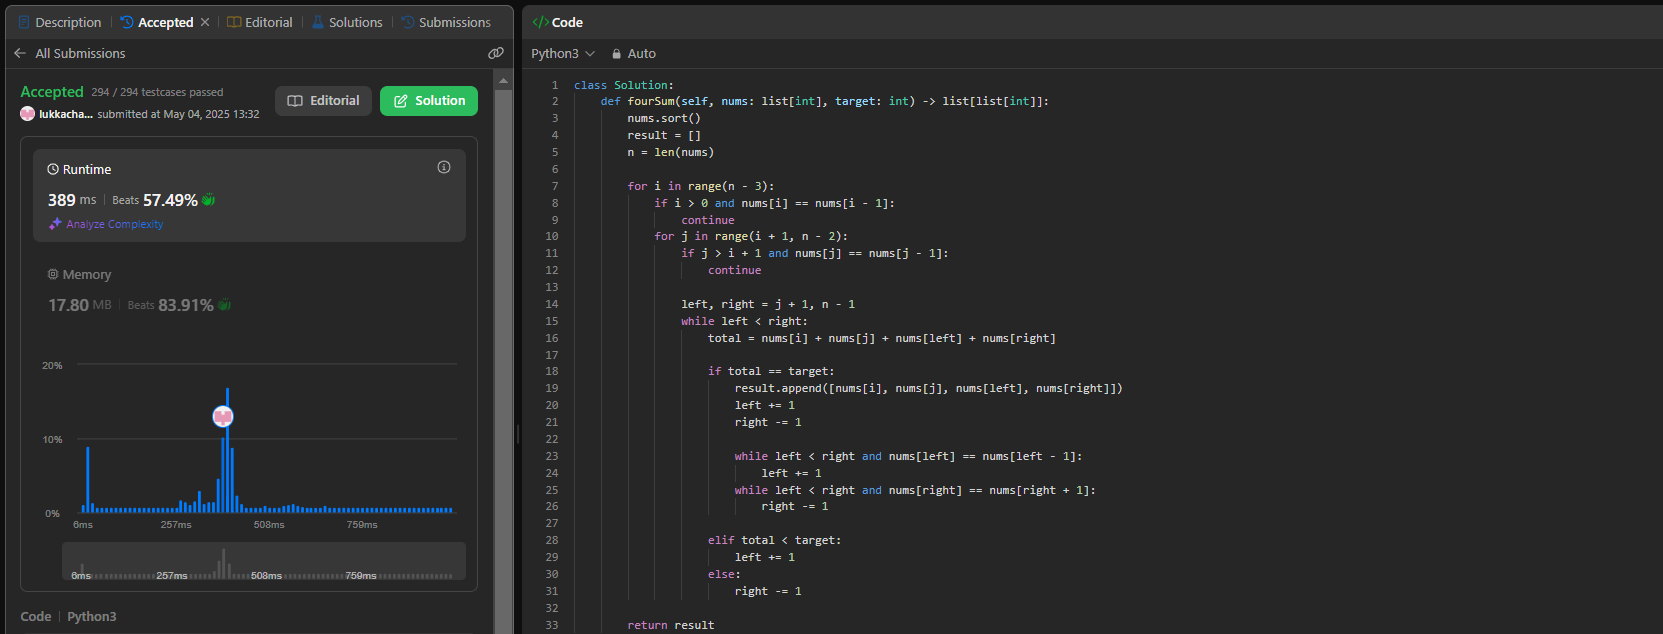 Description | Accepted × | Editorial | Solutions | Submissions
← All Submissions
Accepted 294 / 294 testcases passed
lukkacha... submitted at May 04, 2025 13:32
Editorial
Solution
Runtime
389 ms | Beats 57.49%
Analyze Complexity
Memory
17.80 MB | Beats 83.91%
20%
10%
0%
6ms 257ms 508ms 759ms
6ms 257ms 508ms 759ms
Code | Python3
</> Code
Python3 Auto
1 class Solution:
2     def fourSum(self, nums: list[int], target: int) -> list[list[int]]:
3         nums.sort()
4         result = []
5         n = len(nums)
6
7         for i in range(n - 3):
8             if i > 0 and nums[i] == nums[i - 1]:
9                 continue
10             for j in range(i + 1, n - 2):
11                 if j > i + 1 and nums[j] == nums[j - 1]:
12                     continue
13
14                 left, right = j + 1, n - 1
15                 while left < right:
16                     total = nums[i] + nums[j] + nums[left] + nums[right]
17
18                     if total == target:
19                         result.append([nums[i], nums[j], nums[left], nums[right]])
20                         left += 1
21                         right -= 1
22
23                         while left < right and nums[left] == nums[left - 1]:
24                             left += 1
25                         while left < right and nums[right] == nums[right + 1]:
26                             right -= 1
27
28                     elif total < target:
29                         left += 1
30                     else:
31                         right -= 1
32
33         return result